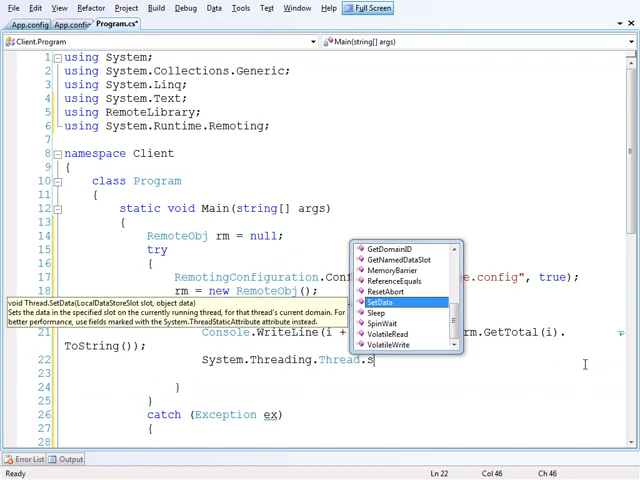 File Edit View Refactor Project Build Debug Data Tools Test Window Help Full Screen
App.config App.config Program.cs*
Client.Program Main(string[] args)
1 using System;
2 using System.Collections.Generic;
3 using System.Linq;
4 using System.Text;
5 using RemoteLibrary;
6 using System.Runtime.Remoting;
7
8 namespace Client
9 {
10 class Program
11 {
12 static void Main(string[] args)
13 {
14 RemoteObj rm = null;
15 try
16 {
17 RemotingConfiguration.Conf e.config", true);
18 rm = new RemoteObj();
GetDomainID
GetNamedDataSlot
MemoryBarrier
ReferenceEquals
ResetAbort
SetData
Sleep
SpinWait
VolatileRead
VolatileWrite
void Thread.SetData(LocalDataStoreSlot slot, object data)
Sets the data in the specified slot on the currently running thread, for that thread's current domain. For
better performance, use fields marked with the System.ThreadStaticAttribute attribute instead.
21 Console.WriteLine(i + rm.GetTotal(i).
ToString());
22 System.Threading.Thread.s
23
24 }
25 }
26 catch (Exception ex)
27 {
28
Error List Output
Ready Ln 22 Col 46 Ch 46